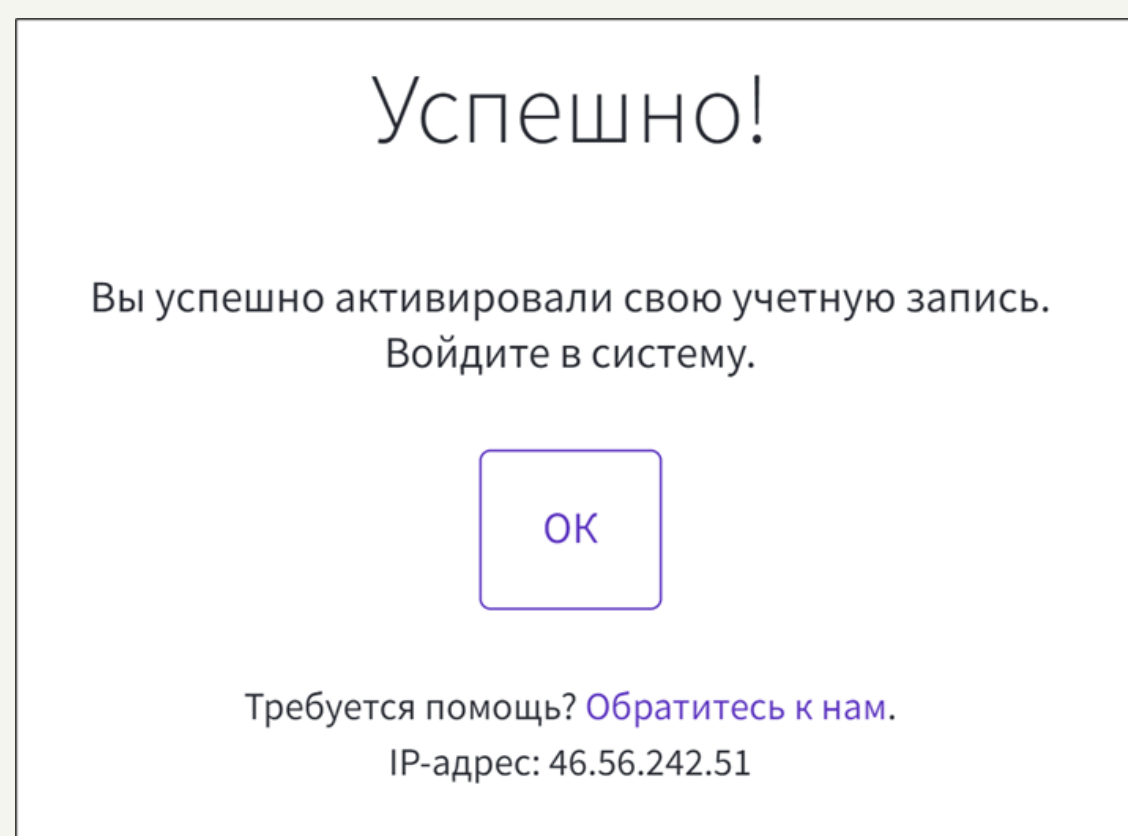 Успешно!
Вы успешно активировали свою учетную запись.
Войдите в систему.
ОК
Требуется помощь? Обратитесь к нам.
IP-адрес: 46.56.242.51